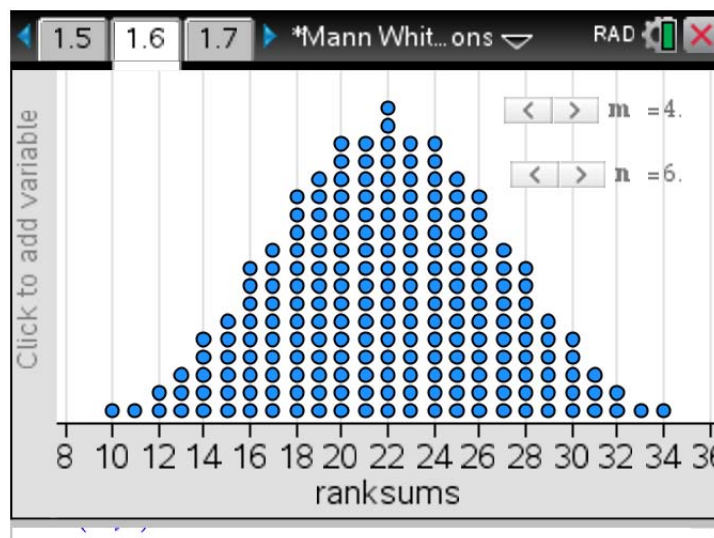 1.5 1.6 1.7 *Mann Whit...ons RAD
m =4.
n =6.
Click to add variable
8 10 12 14 16 18 20 22 24 26 28 30 32 34
ranksums